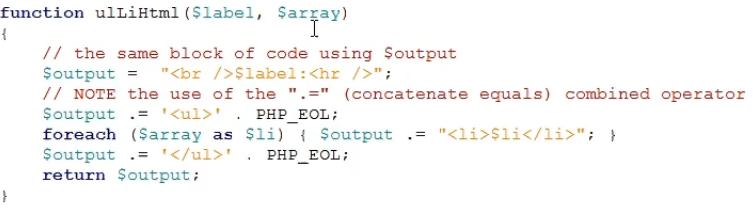 function ulLiHtml($label, $array)
{
// the same block of code using $output
$output =  "<br />$label:<hr />";
// NOTE the use of the ".=" (concatenate equals) combined operator
$output .= '<ul>' . PHP_EOL;
foreach ($array as $li) { $output .= "<li>$li</li>"; }
$output .= '</ul>' . PHP_EOL;
return $output;
}